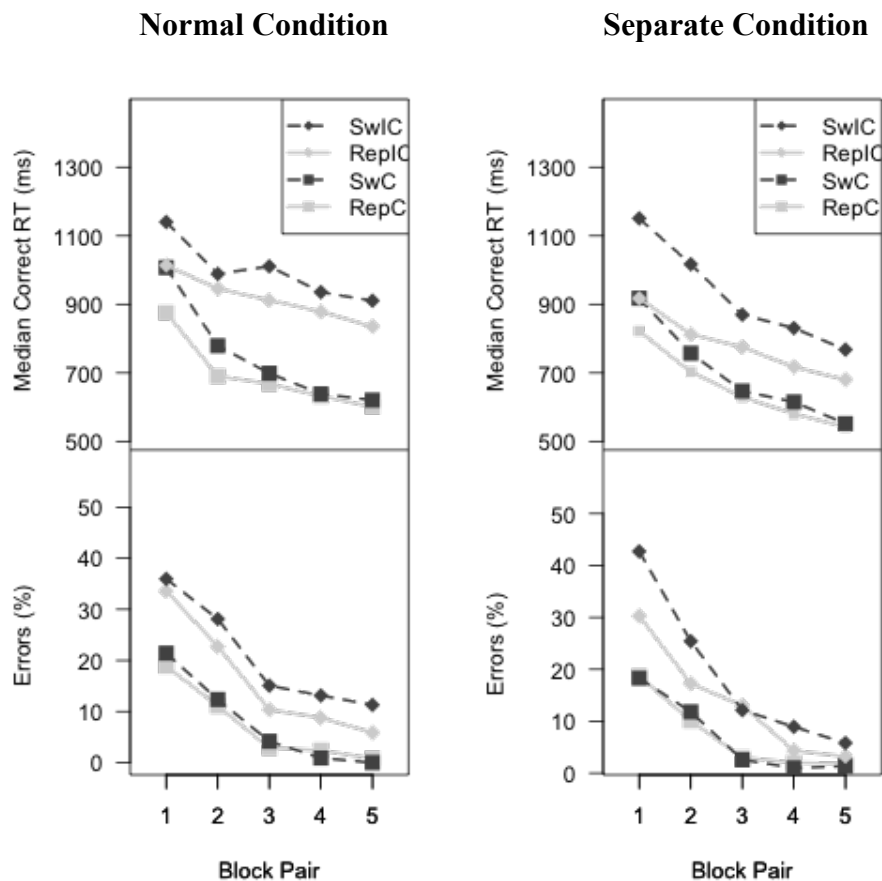 Normal Condition
Separate Condition
Median Correct RT (ms)
1300
1100
900
700
500
SwIC
RepIC
SwC
RepC
Errors (%)
50
40
30
20
10
0
1 2 3 4 5
Block Pair
Median Correct RT (ms)
1300
1100
900
700
500
SwIC
RepIC
SwC
RepC
Errors (%)
50
40
30
20
10
0
1 2 3 4 5
Block Pair